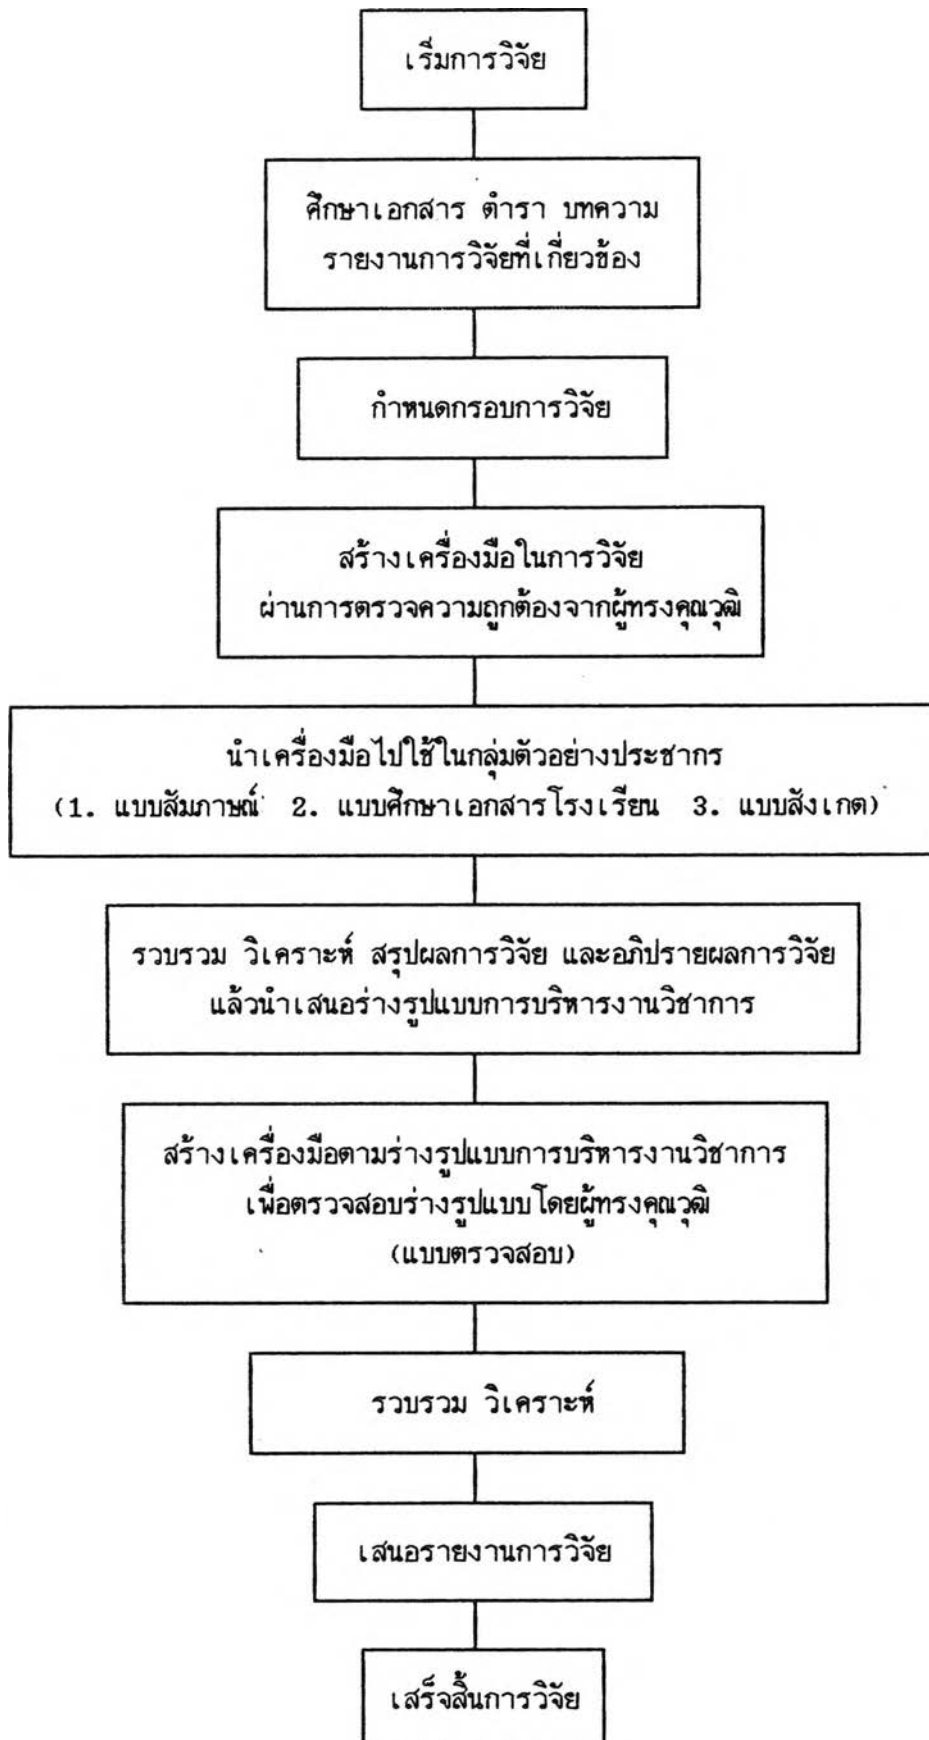 เริ่มการวิจัย
ศึกษาเอกสาร ตำรา บทความ
รายงานการวิจัยที่เกี่ยวข้อง
กำหนดกรอบการวิจัย
สร้างเครื่องมือในการวิจัย
ผ่านการตรวจความถูกต้องจากผู้ทรงคุณวุฒิ
นำเครื่องมือไปใช้ในกลุ่มตัวอย่างประชากร
(1. แบบสัมภาษณ์ 2. แบบศึกษาเอกสารโรงเรียน 3. แบบสังเกต)
รวบรวม วิเคราะห์ สรุปผลการวิจัย และอภิปรายผลการวิจัย
แล้วนำเสนอร่างรูปแบบการบริหารงานวิชาการ
สร้างเครื่องมือตามร่างรูปแบบการบริหารงานวิชาการ
เพื่อตรวจสอบร่างรูปแบบโดยผู้ทรงคุณวุฒิ
(แบบตรวจสอบ)
รวบรวม วิเคราะห์
เสนอรายงานการวิจัย
เสร็จสิ้นการวิจัย